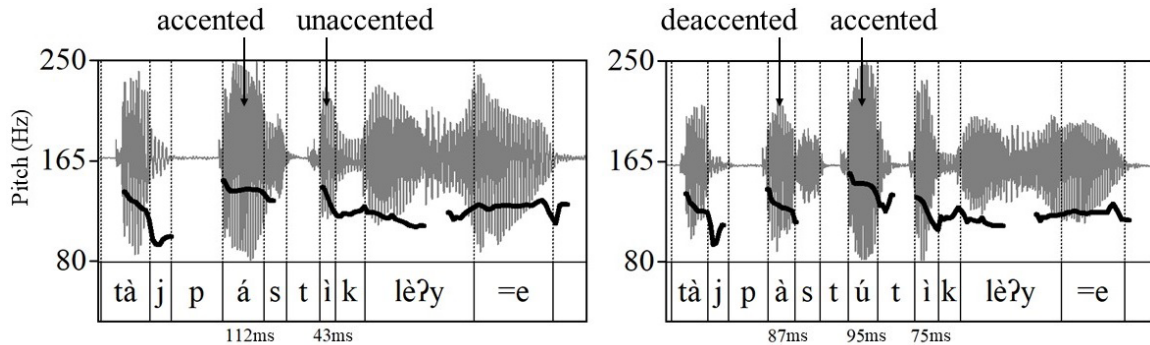 accented unaccented
250
165
80
Pitch (Hz)
tà j p á s t ì k lèʔy =e
112ms 43ms
deaccented accented
250
165
80
tà j p à s t ú t ì k lèʔy =e
87ms 95ms 75ms